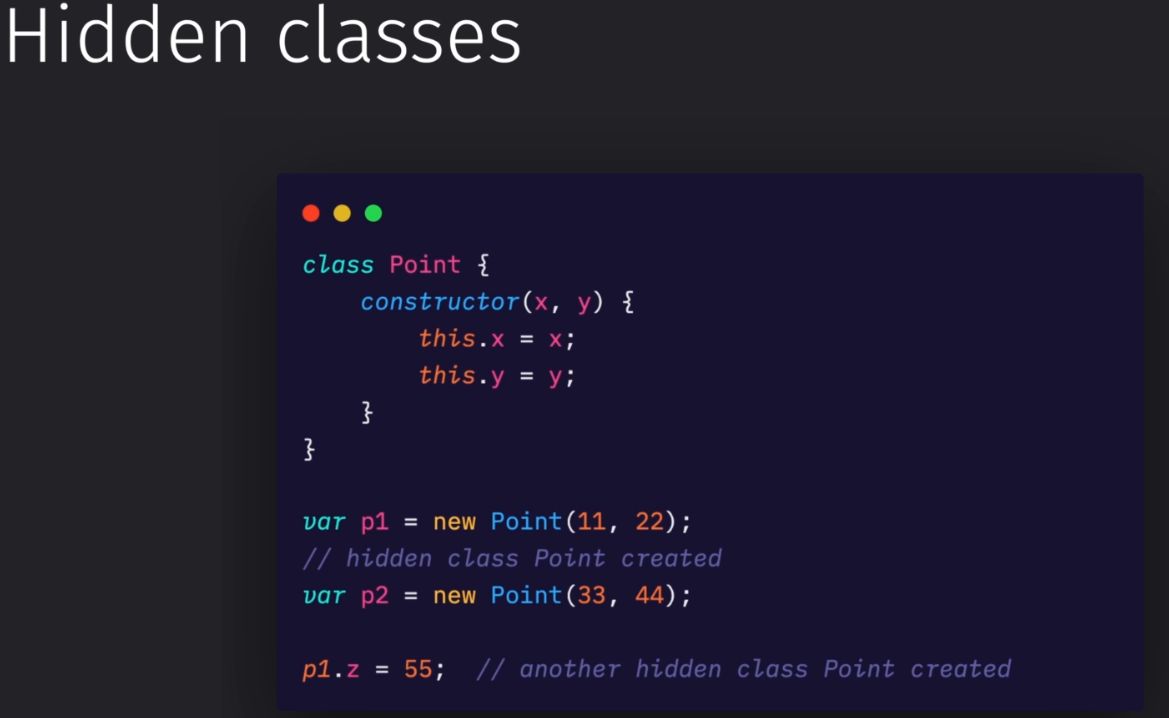 Hidden classes
class Point {
    constructor(x, y) {
        this.x = x;
        this.y = y;
    }
}
var p1 = new Point(11, 22);
// hidden class Point created
var p2 = new Point(33, 44);
p1.z = 55;  // another hidden class Point created